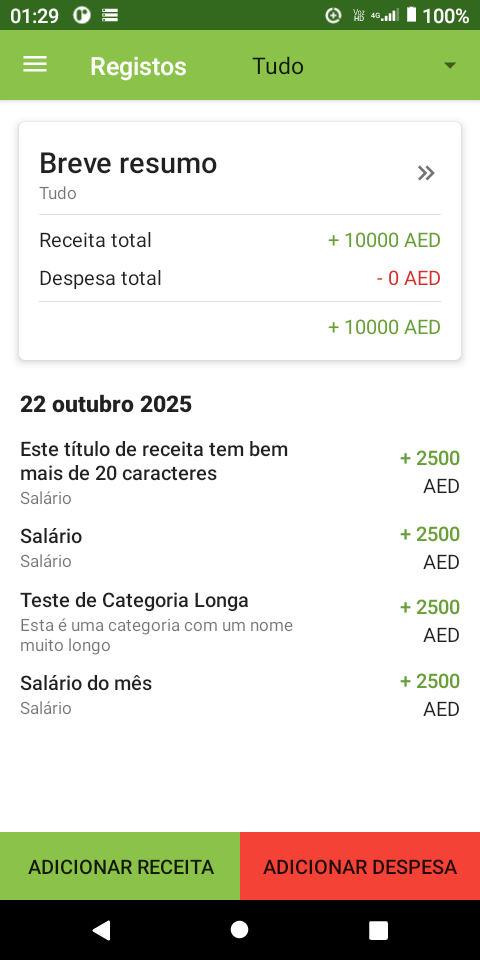 01:29
4G
100%
Registos
Tudo
Breve resumo
Tudo
Receita total
+ 10000 AED
Despesa total
- 0 AED
+ 10000 AED
22 outubro 2025
Este título de receita tem bem
mais de 20 caracteres
Salário
+ 2500
AED
Salário
Salário
+ 2500
AED
Teste de Categoria Longa
Esta é uma categoria com um nome
muito longo
+ 2500
AED
Salário do mês
Salário
+ 2500
AED
ADICIONAR RECEITA
ADICIONAR DESPESA